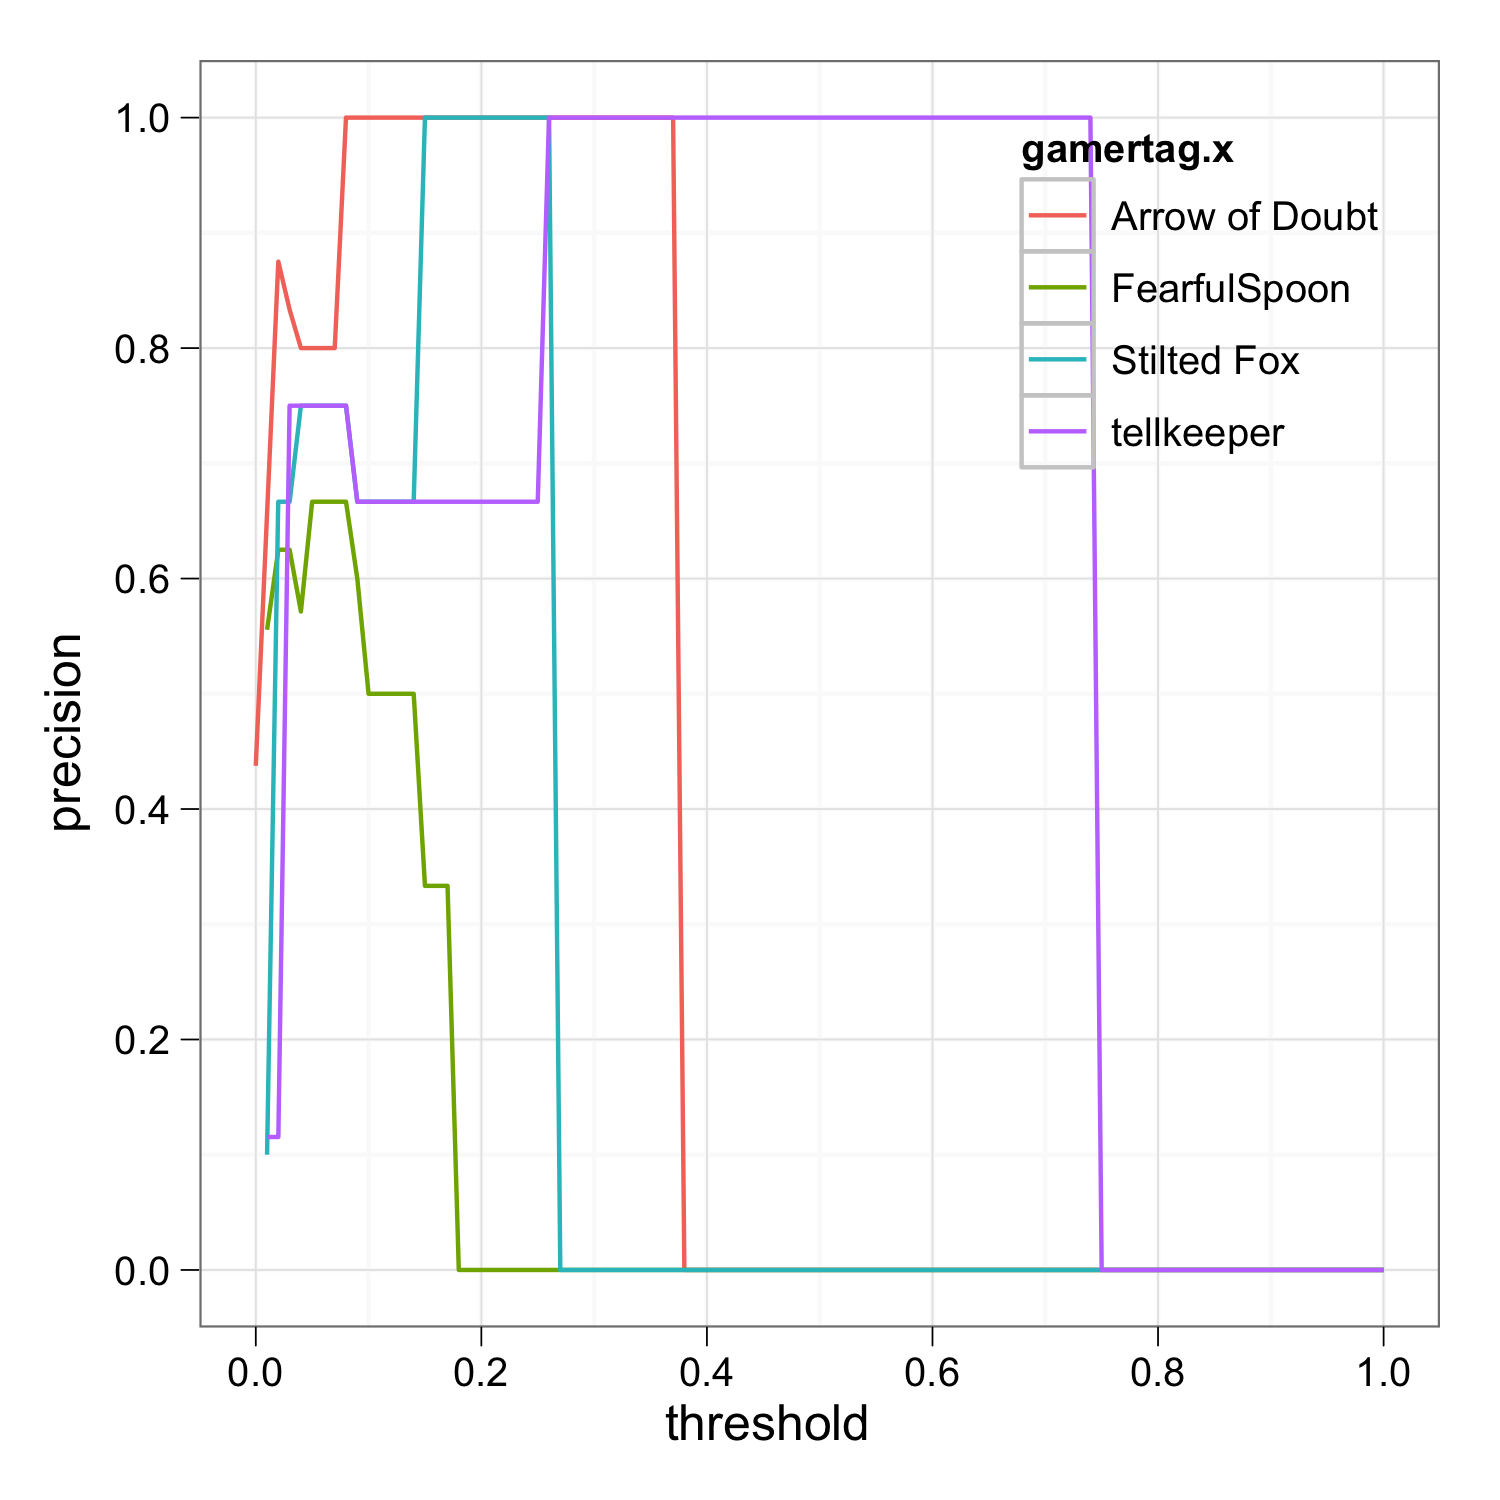 1.0
0.8
0.6
0.4
0.2
0.0
precision
0.0 0.2 0.4 0.6 0.8 1.0
threshold
gamertag.x
Arrow of Doubt
FearfulSpoon
Stilted Fox
tellkeeper